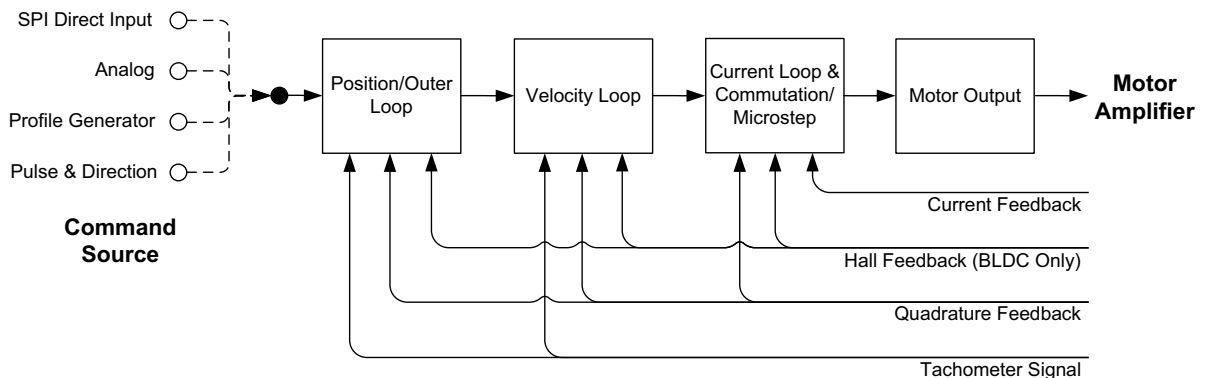 SPI Direct Input
Analog
Profile Generator
Pulse & Direction
Command
Source
Position/Outer
Loop
Velocity Loop
Current Loop &
Commutation/
Microstep
Motor Output
Motor
Amplifier
Current Feedback
Hall Feedback (BLDC Only)
Quadrature Feedback
Tachometer Signal